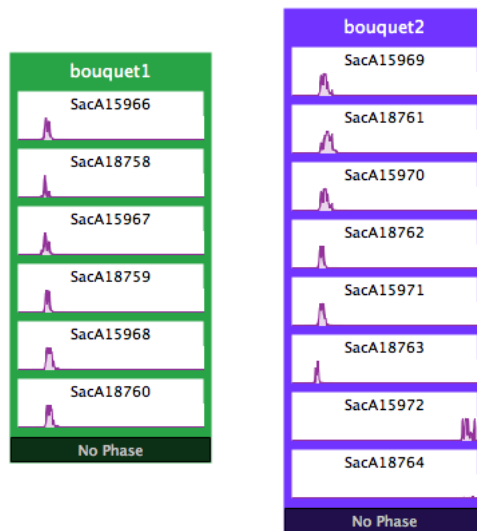 bouquet1
SacA15966
SacA18758
SacA15967
SacA18759
SacA15968
SacA18760
No Phase
bouquet2
SacA15969
SacA18761
SacA15970
SacA18762
SacA15971
SacA18763
SacA15972
SacA18764
No Phase